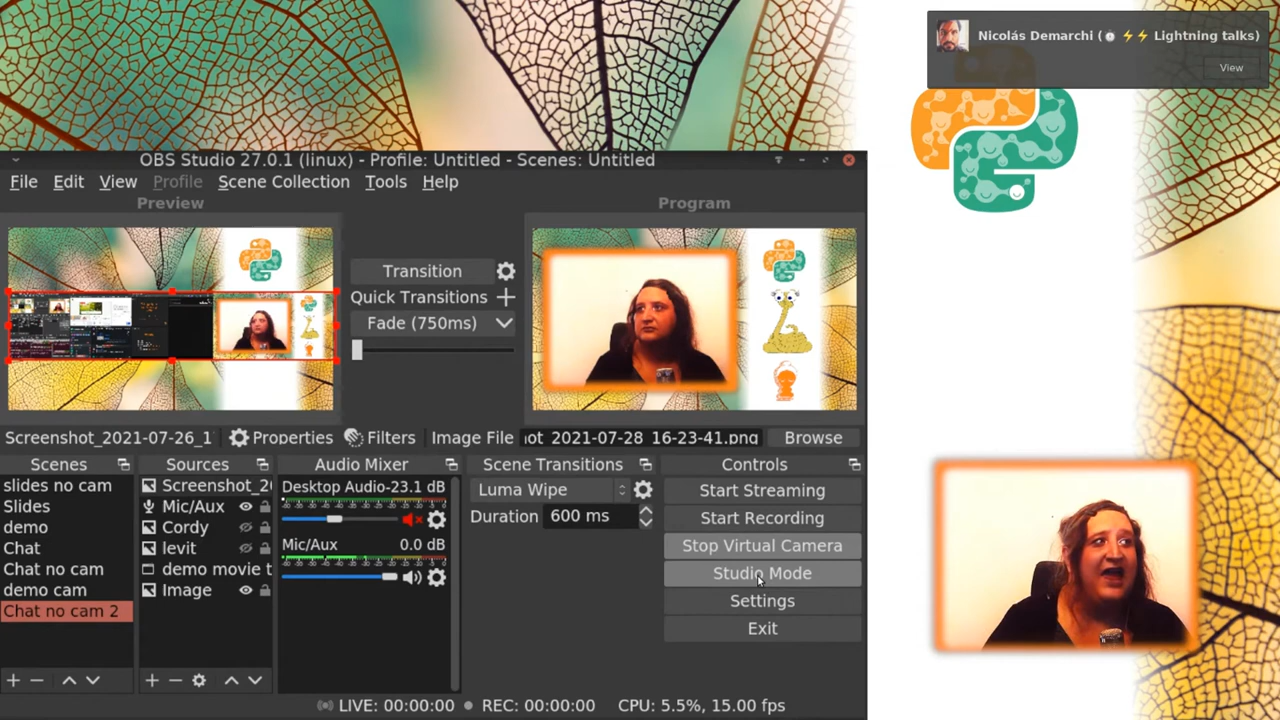 Nicolás Demarchi (⏱ ⚡⚡ Lightning talks)
View
OBS Studio 27.0.1 (linux) - Profile: Untitled - Scenes: Untitled
File Edit View Profile Scene Collection Tools Help
Preview
Program
Transition
Quick Transitions
Fade (750ms)
Screenshot_2021-07-26_1
Properties
Filters
Image File
ot_2021-07-28_16-23-41.png
Browse
Scenes
slides no cam
Slides
demo
Chat
Chat no cam
demo cam
Chat no cam 2
Sources
Screenshot_20
Mic/Aux
Cordy
levit
demo movie t
Image
Audio Mixer
Desktop Audio -23.1 dB
Mic/Aux 0.0 dB
Scene Transitions
Luma Wipe
Duration 600 ms
Controls
Start Streaming
Start Recording
Stop Virtual Camera
Studio Mode
Settings
Exit
LIVE: 00:00:00
REC: 00:00:00
CPU: 5.5%, 15.00 fps